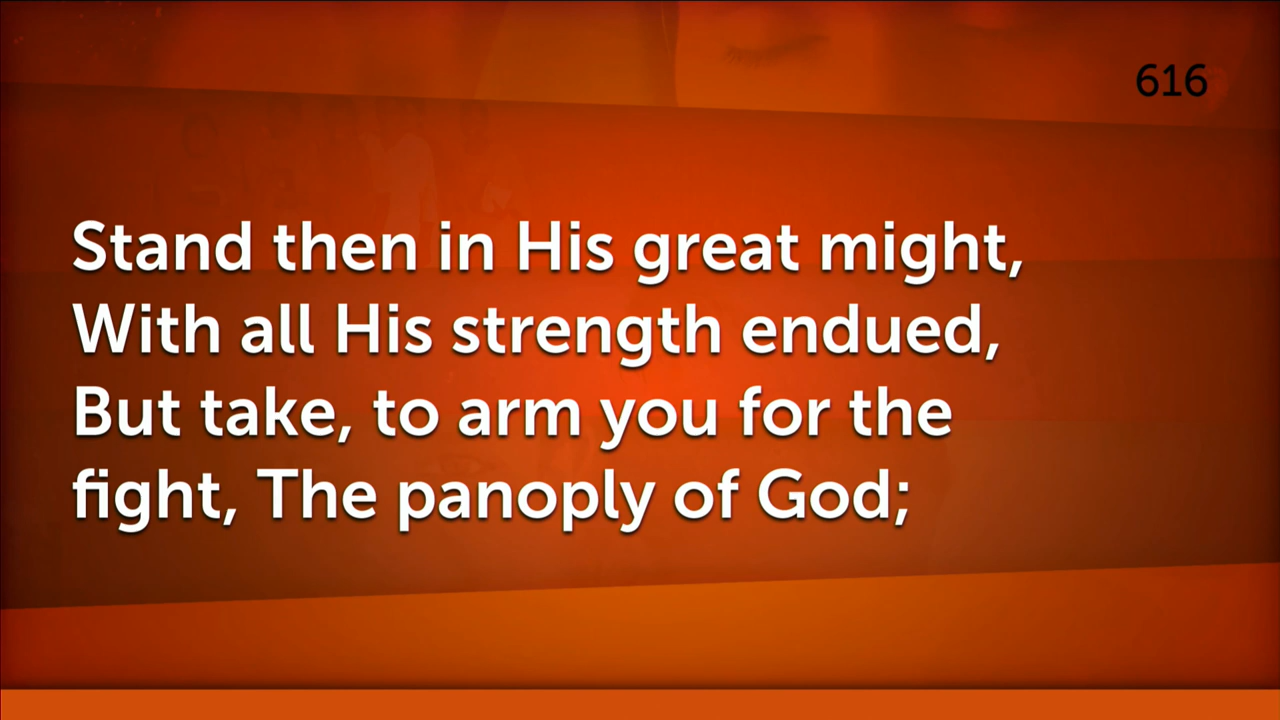 616
Stand then in His great might,
With all His strength endued,
But take, to arm you for the
fight, The panoply of God;